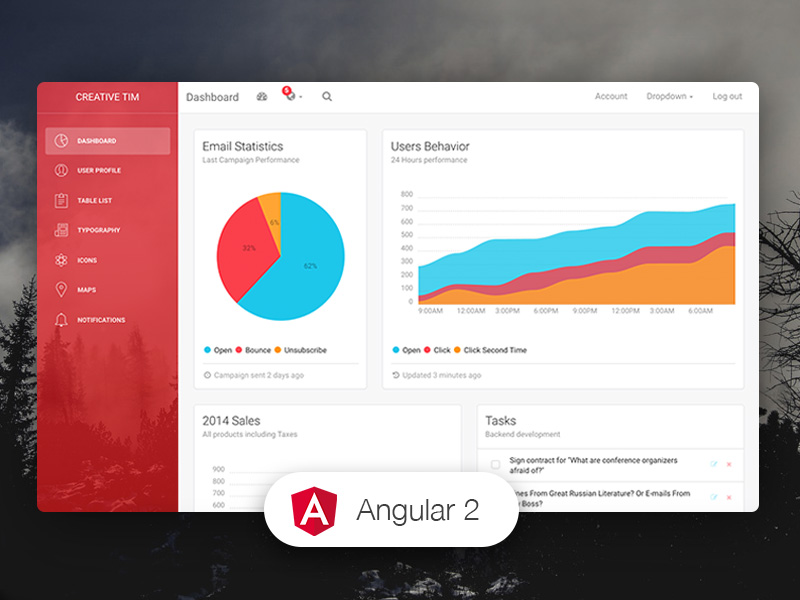 CREATIVE TIM
DASHBOARD
USER PROFILE
TABLE LIST
TYPOGRAPHY
ICONS
MAPS
NOTIFICATIONS
Dashboard
5
Account
Dropdown
Log out
Email Statistics
Last Campaign Performance
6%
32%
62%
Open Bounce Unsubscribe
Campaign sent 2 days ago
Users Behavior
24 Hours performance
800
700
600
500
400
300
200
100
0
9:00AM 12:00AM 3:00PM 6:00PM 9:00PM 12:00PM 3:00AM 6:00AM
Open Click Click Second Time
Updated 3 minutes ago
2014 Sales
All products including Taxes
900
800
700
600
Tasks
Backend development
Sign contract for "What are conference organizers
afraid of?"
From Great Russian Literature? Or E-mails From
Boss?
A
Angular 2